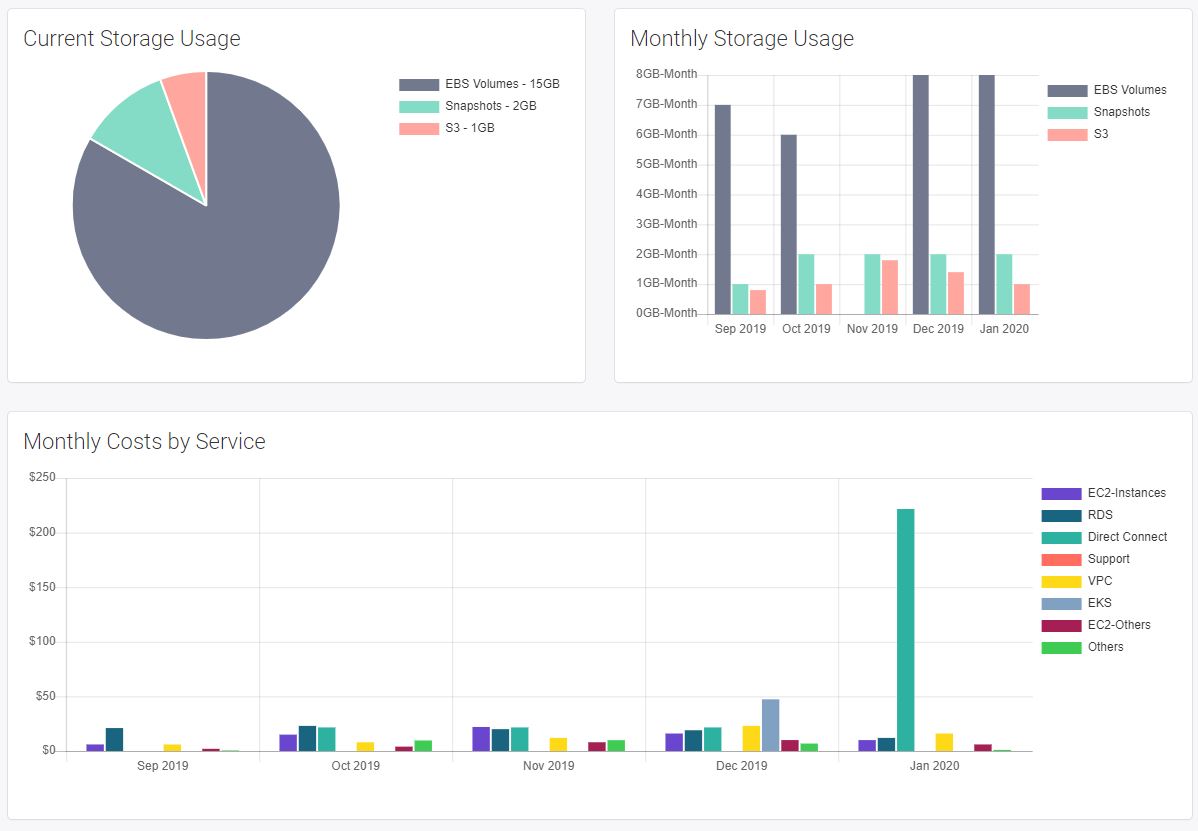 Current Storage Usage
EBS Volumes - 15GB
Snapshots - 2GB
S3 - 1GB
Monthly Storage Usage
8GB-Month
7GB-Month
6GB-Month
5GB-Month
4GB-Month
3GB-Month
2GB-Month
1GB-Month
0GB-Month
Sep 2019 Oct 2019 Nov 2019 Dec 2019 Jan 2020
EBS Volumes
Snapshots
S3
Monthly Costs by Service
$250
$200
$150
$100
$50
$0
Sep 2019 Oct 2019 Nov 2019 Dec 2019 Jan 2020
EC2-Instances
RDS
Direct Connect
Support
VPC
EKS
EC2-Others
Others